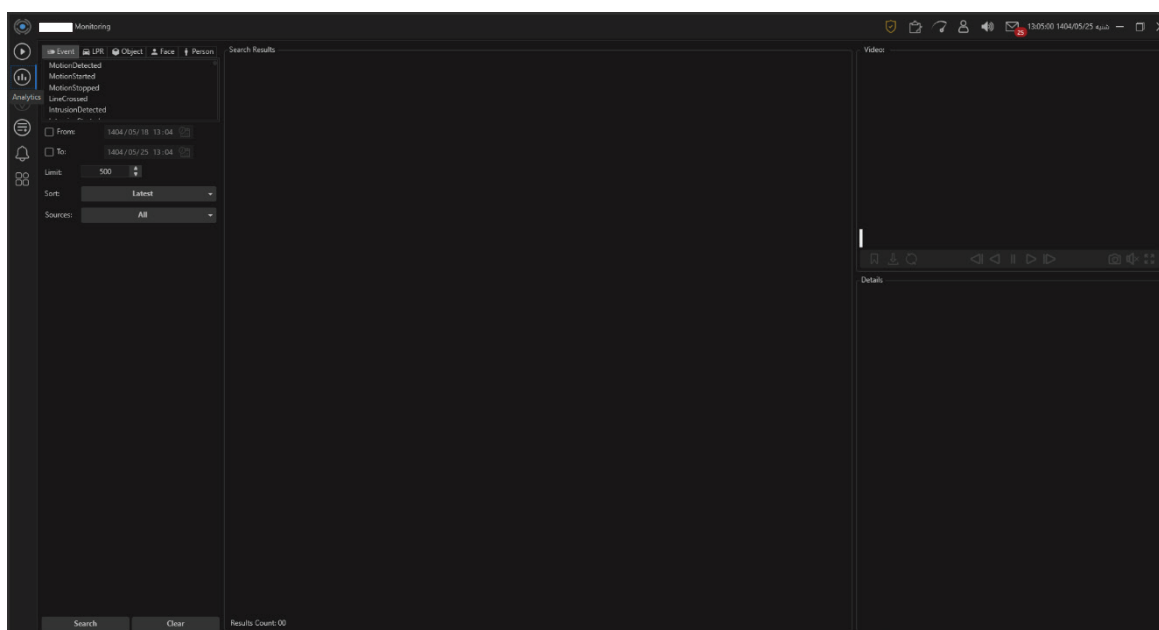 Monitoring
25
13:05:00 1404/05/25 شنبه
Event LPR Object Face Person
MotionDetected
MotionStarted
MotionStopped
LineCrossed
IntrusionDetected
Analytics
From: 1404/05/18 13:04
To: 1404/05/25 13:04
Limit: 500
Sort: Latest
Sources: All
Search Clear
Search Results
Results Count: 00
Video:
Details